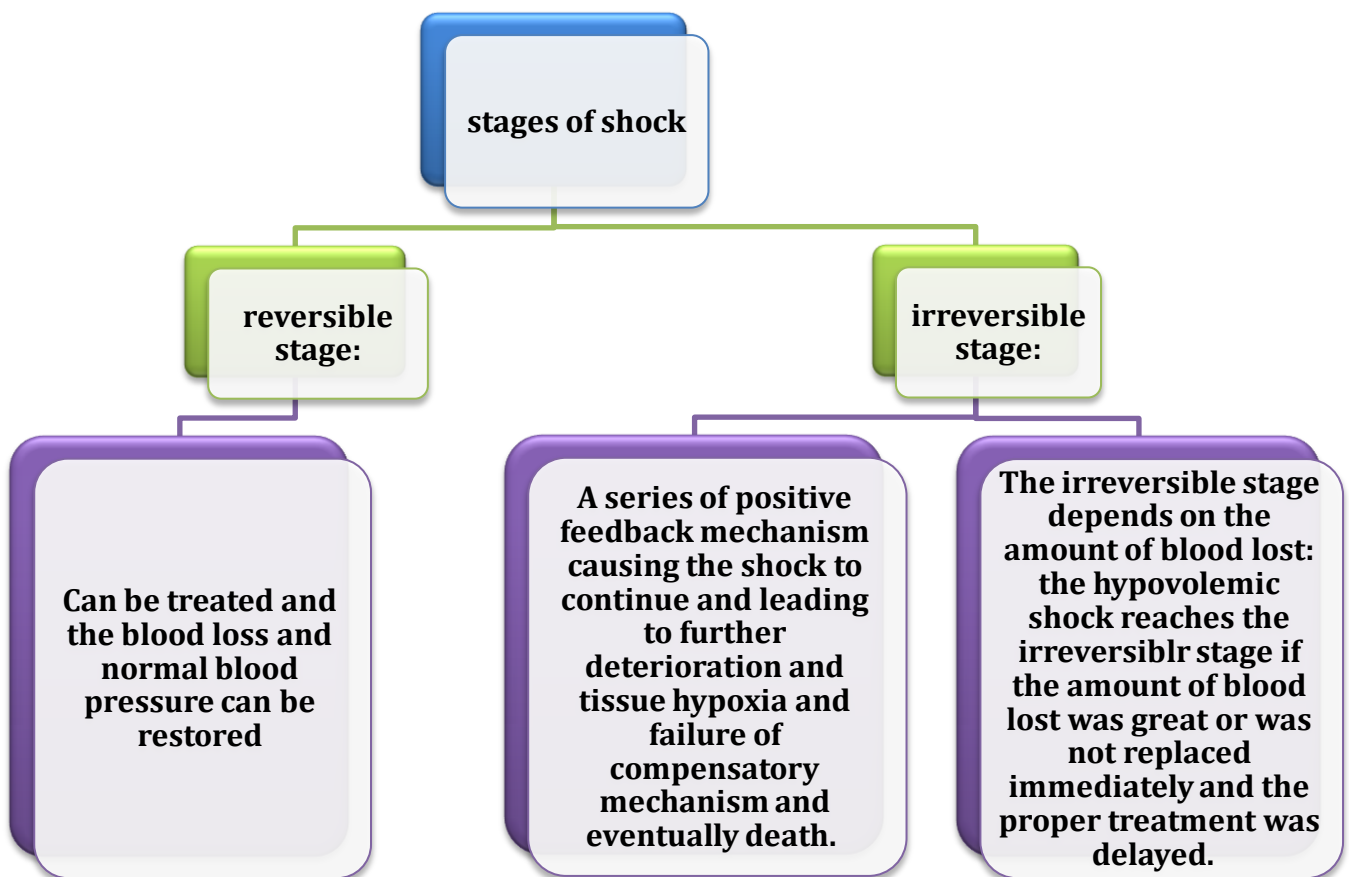 stages of shock
reversible
stage:
irreversible
stage:
Can be treated and
the blood loss and
normal blood
pressure can be
restored
A series of positive
feedback mechanism
causing the shock to
continue and leading
to further
deterioration and
tissue hypoxia and
failure of
compensatory
mechanism and
eventually death.
The irreversible stage
depends on the
amount of blood lost:
the hypovolemic
shock reaches the
irreversiblr stage if
the amount of blood
lost was great or was
not replaced
immediately and the
proper treatment was
delayed.